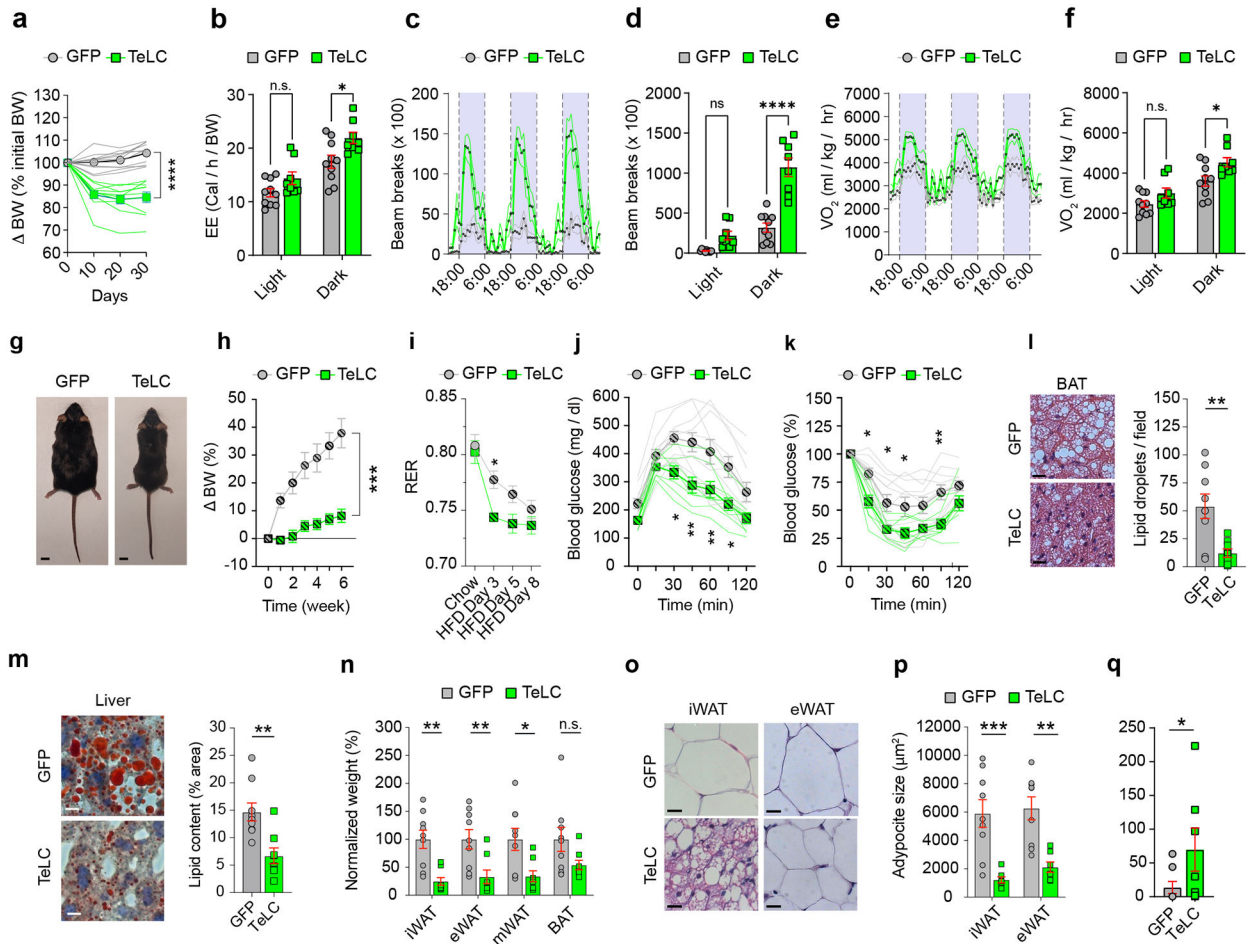 a
GFP TeLC
Δ BW (% initial BW)
130
120
110
100
90
80
70
60
0 10 20 30
Days
****
b
GFP
TeLC
EE (Cal / h / BW)
30
20
10
0
n.s.
*
Light
Dark
c
GFP TeLC
Beam breaks (x 100)
200
150
100
50
0
18:00 6:00 18:00 6:00 18:00 6:00
d
GFP TeLC
Beam breaks (x 100)
2000
1500
1000
500
0
ns
****
Light
Dark
e
GFP TeLC
VO2 (ml / kg / hr)
7000
6000
5000
4000
3000
2000
1000
0
18:00 6:00 18:00 6:00 18:00 6:00
f
GFP TeLC
VO2 (ml / kg / hr)
8000
6000
4000
2000
0
n.s.
*
Light
Dark
g
GFP TeLC
h
GFP TeLC
Δ BW (%)
50
40
30
20
10
0
-10
0 2 4 6
Time (week)
***
i
GFP TeLC
RER
0.85
0.80
0.75
0.70
*
Chow
HFD Day 3
HFD Day 5
HFD Day 8
j
GFP TeLC
Blood glucose (mg / dl)
600
500
400
300
200
100
0
* ** ** *
0 30 60 90 120
Time (min)
k
GFP TeLC
Blood glucose (%)
150
125
100
75
50
25
0
* * * **
0 30 60 90 120
Time (min)
l
BAT
GFP
TeLC
Lipid droplets / field
150
125
100
75
50
25
0
**
GFP
TeLC
m
Liver
GFP
TeLC
Lipid content (% area)
40
30
20
10
0
**
GFP
TeLC
n
GFP TeLC
Normalized weight (%)
300
250
200
150
100
50
0
** ** * n.s.
iWAT
eWAT
mWAT
BAT
o
iWAT eWAT
GFP
TeLC
p
GFP TeLC
Adypocite size (µm²)
12000
10000
8000
6000
4000
2000
0
*** **
iWAT
eWAT
q
250
200
150
100
50
0
*
GFP
TeLC